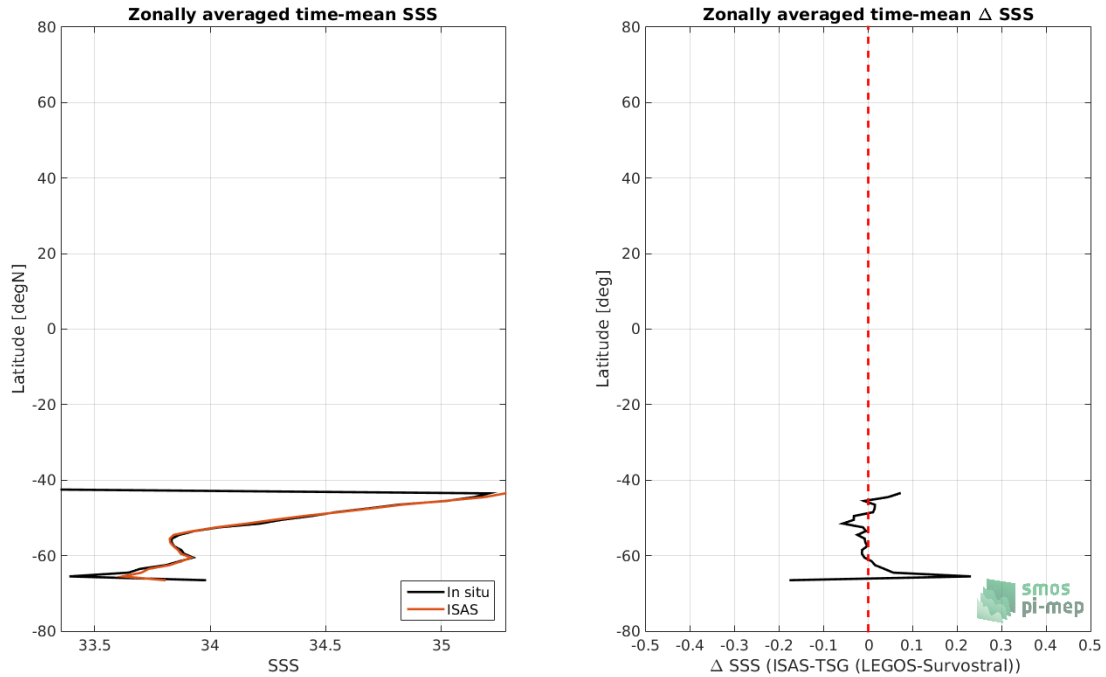 Zonally averaged time-mean SSS
80
60
40
20
0
-20
-40
-60
-80
Latitude [degN]
33.5 34 34.5 35
SSS
In situ
ISAS
Zonally averaged time-mean Δ SSS
80
60
40
20
0
-20
-40
-60
-80
Latitude [deg]
-0.5 -0.4 -0.3 -0.2 -0.1 0 0.1 0.2 0.3 0.4 0.5
Δ SSS (ISAS-TSG (LEGOS-Survostral))
smos
pi-mep